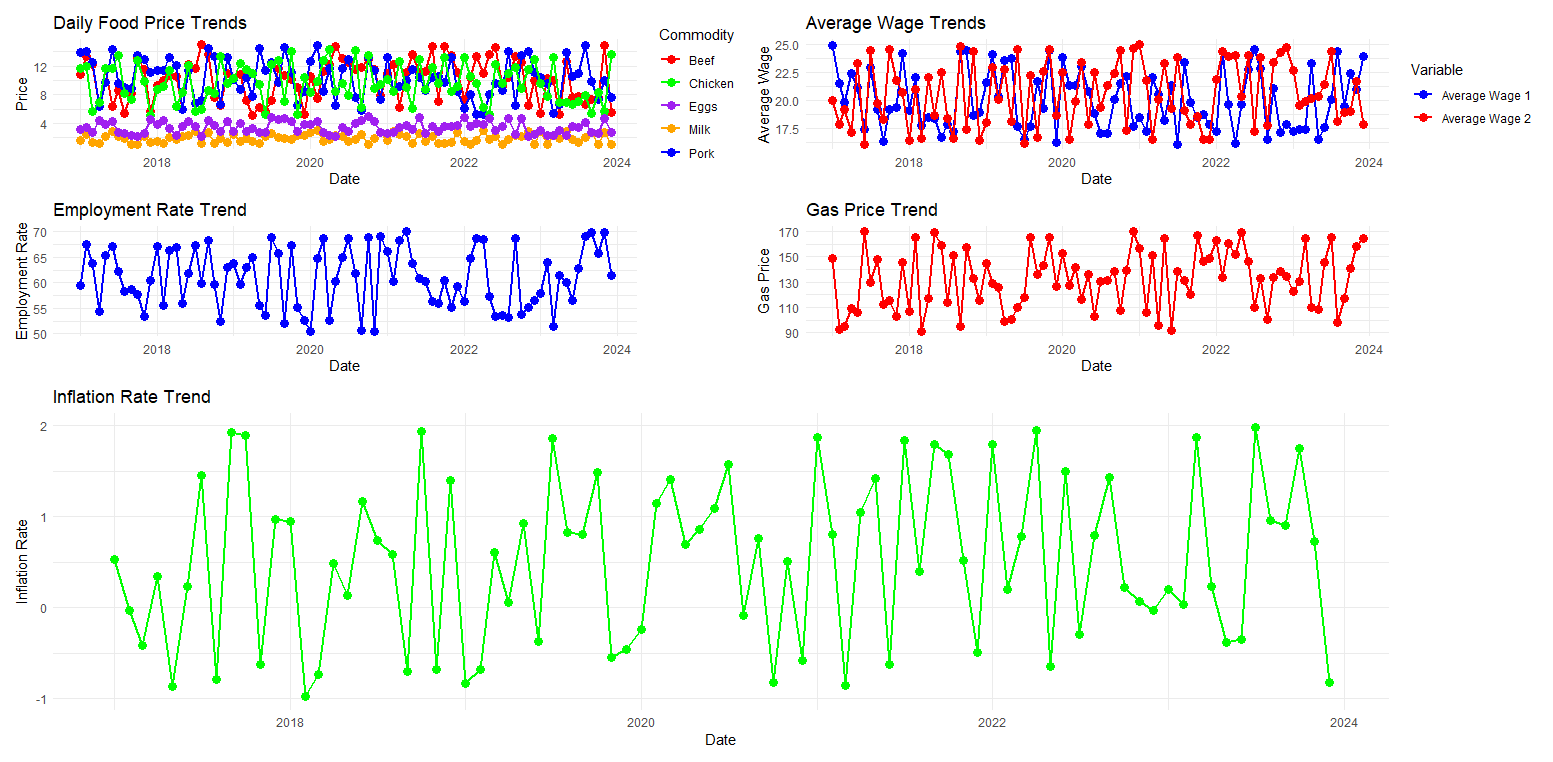 Daily Food Price Trends
Price
12
8
4
2018 2020 2022 2024
Date
Commodity
Beef
Chicken
Eggs
Milk
Pork
Average Wage Trends
Average Wage
25.0
22.5
20.0
17.5
2018 2020 2022 2024
Date
Variable
Average Wage 1
Average Wage 2
Employment Rate Trend
Employment Rate
70
65
60
55
50
2018 2020 2022 2024
Date
Gas Price Trend
Gas Price
170
150
130
110
90
2018 2020 2022 2024
Date
Inflation Rate Trend
Inflation Rate
2
1
0
-1
2018 2020 2022 2024
Date